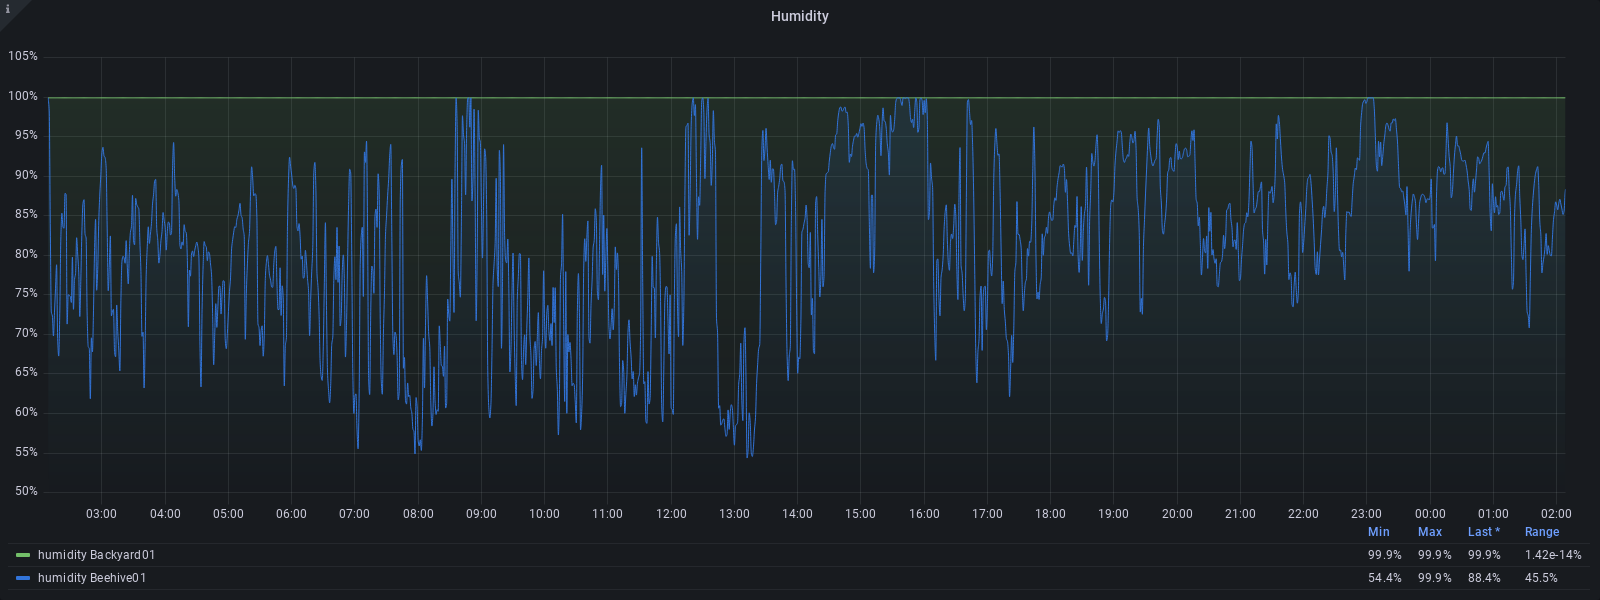 i
Humidity
105%
100%
95%
90%
85%
80%
75%
70%
65%
60%
55%
50%
03:00 04:00 05:00 06:00 07:00 08:00 09:00 10:00 11:00 12:00 13:00 14:00 15:00 16:00 17:00 18:00 19:00 20:00 21:00 22:00 23:00 00:00 01:00 02:00
Min Max Last * Range
humidity Backyard01 99.9% 99.9% 99.9% 1.42e-14%
humidity Beehive01 54.4% 99.9% 88.4% 45.5%